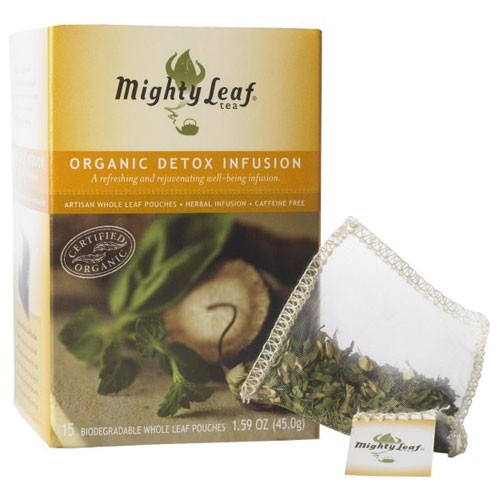 Mighty Leaf®
tea
ORGANIC DETOX INFUSION
A refreshing and rejuvenating well-being infusion.
ARTISAN WHOLE LEAF POUCHES • HERBAL INFUSION • CAFFEINE FREE
CERTIFIED
ORGANIC
15 BIODEGRADABLE WHOLE LEAF POUCHES 1.59 OZ (45.0g)
Mighty Leaf
tea